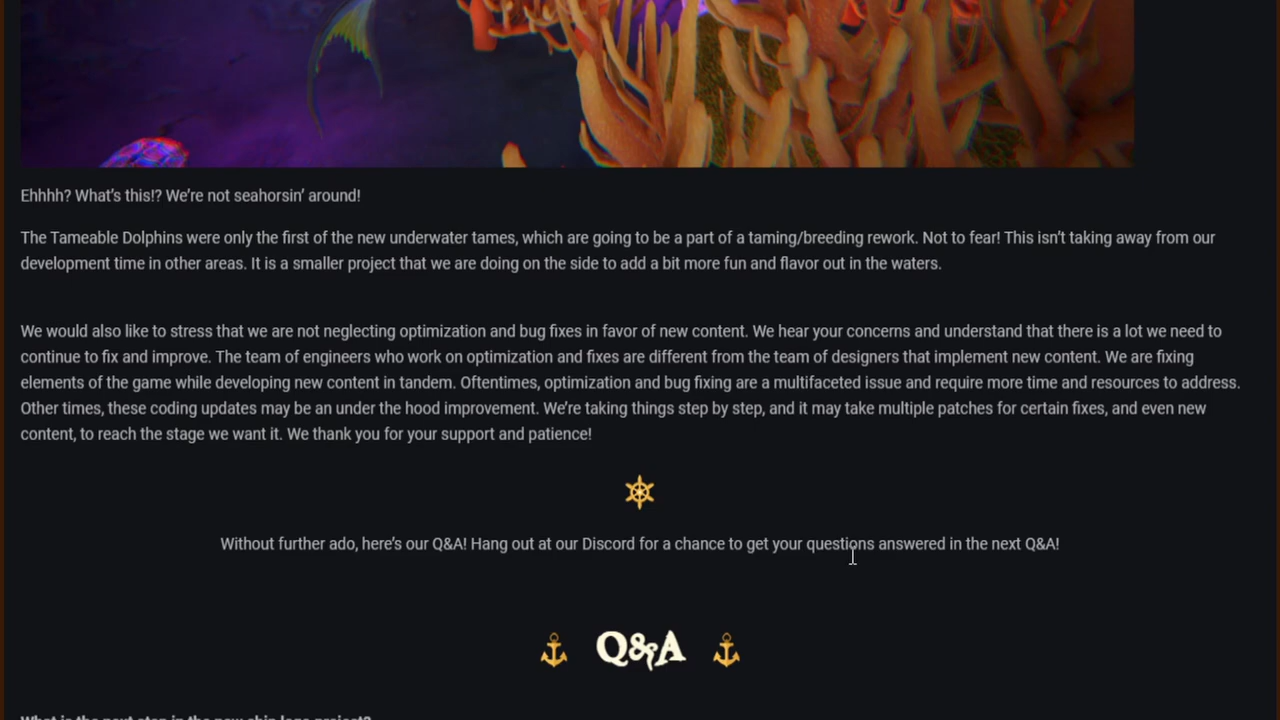 Ehhhh? What’s this!? We’re not seahorsin’ around!
The Tameable Dolphins were only the first of the new underwater tames, which are going to be a part of a taming/breeding rework. Not to fear! This isn’t taking away from our
development time in other areas. It is a smaller project that we are doing on the side to add a bit more fun and flavor out in the waters.
We would also like to stress that we are not neglecting optimization and bug fixes in favor of new content. We hear your concerns and understand that there is a lot we need to
continue to fix and improve. The team of engineers who work on optimization and fixes are different from the team of designers that implement new content. We are fixing
elements of the game while developing new content in tandem. Oftentimes, optimization and bug fixing are a multifaceted issue and require more time and resources to address.
Other times, these coding updates may be an under the hood improvement. We’re taking things step by step, and it may take multiple patches for certain fixes, and even new
content, to reach the stage we want it. We thank you for your support and patience!
Without further ado, here’s our Q&A! Hang out at our Discord for a chance to get your questions answered in the next Q&A!
Q&A
What is the next step in the new ship logs project?